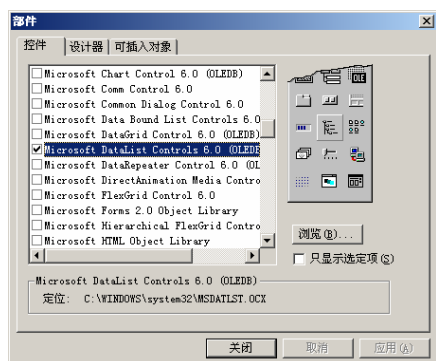 部件
控件
设计器
可插入对象
Microsoft Chart Control 6.0 (OLEDB)
Microsoft Comm Control 6.0
Microsoft Common Dialog Control 6.0
Microsoft Data Bound List Controls 6.0
Microsoft DataGrid Control 6.0 (OLEDB)
Microsoft DataList Controls 6.0 (OLEDB
Microsoft DataRepeater Control 6.0 (OL
Microsoft DirectAnimation Media Contro
Microsoft FlexGrid Control 6.0
Microsoft Forms 2.0 Object Library
Microsoft Hierarchical FlexGrid Contro
Microsoft HTML Object Library
OLE
浏览(B)...
只显示选定项(S)
Microsoft DataList Controls 6.0 (OLEDB)
定位: C:\WINDOWS\system32\MSDATLST.OCX
关闭
取消
应用(A)